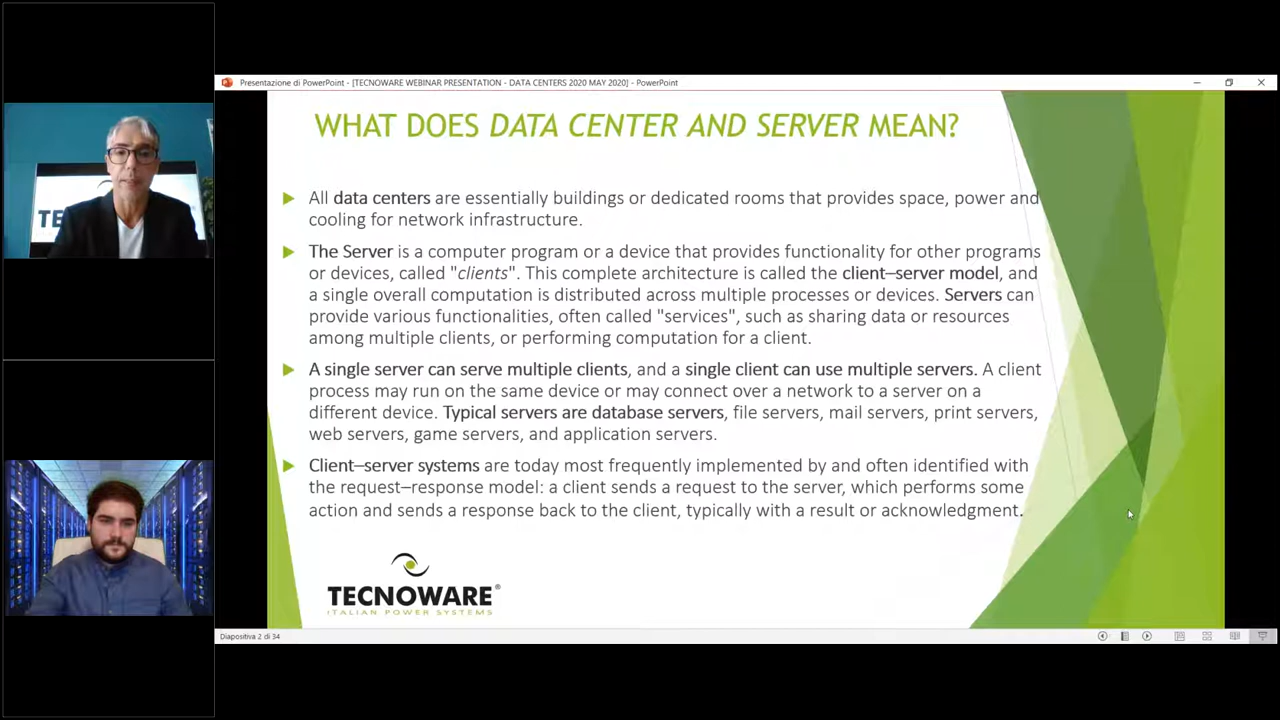 Presentazione di PowerPoint - [TECNOWARE WEBINAR PRESENTATION - DATA CENTERS 2020 MAY 2020] - PowerPoint
WHAT DOES DATA CENTER AND SERVER MEAN?
All data centers are essentially buildings or dedicated rooms that provides space, power and
cooling for network infrastructure.
The Server is a computer program or a device that provides functionality for other programs
or devices, called "clients". This complete architecture is called the client–server model, and
a single overall computation is distributed across multiple processes or devices. Servers can
provide various functionalities, often called "services", such as sharing data or resources
among multiple clients, or performing computation for a client.
A single server can serve multiple clients, and a single client can use multiple servers. A client
process may run on the same device or may connect over a network to a server on a
different device. Typical servers are database servers, file servers, mail servers, print servers,
web servers, game servers, and application servers.
Client–server systems are today most frequently implemented by and often identified with
the request–response model: a client sends a request to the server, which performs some
action and sends a response back to the client, typically with a result or acknowledgment.
TECNOWARE®
ITALIAN POWER SYSTEMS
Diapositiva 2 di 34
TE